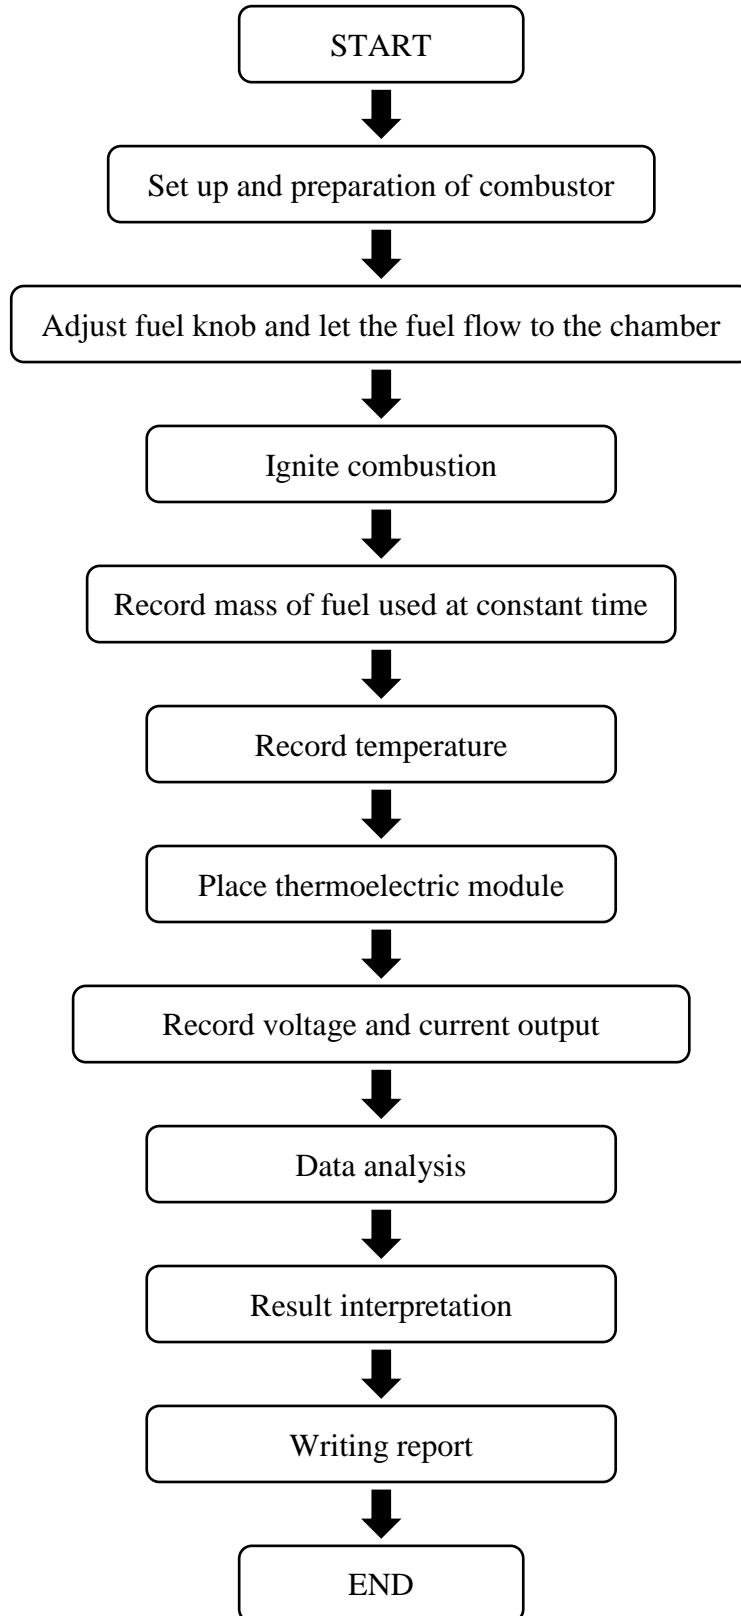 START
Set up and preparation of combustor
Adjust fuel knob and let the fuel flow to the chamber
Ignite combustion
Record mass of fuel used at constant time
Record temperature
Place thermoelectric module
Record voltage and current output
Data analysis
Result interpretation
Writing report
END